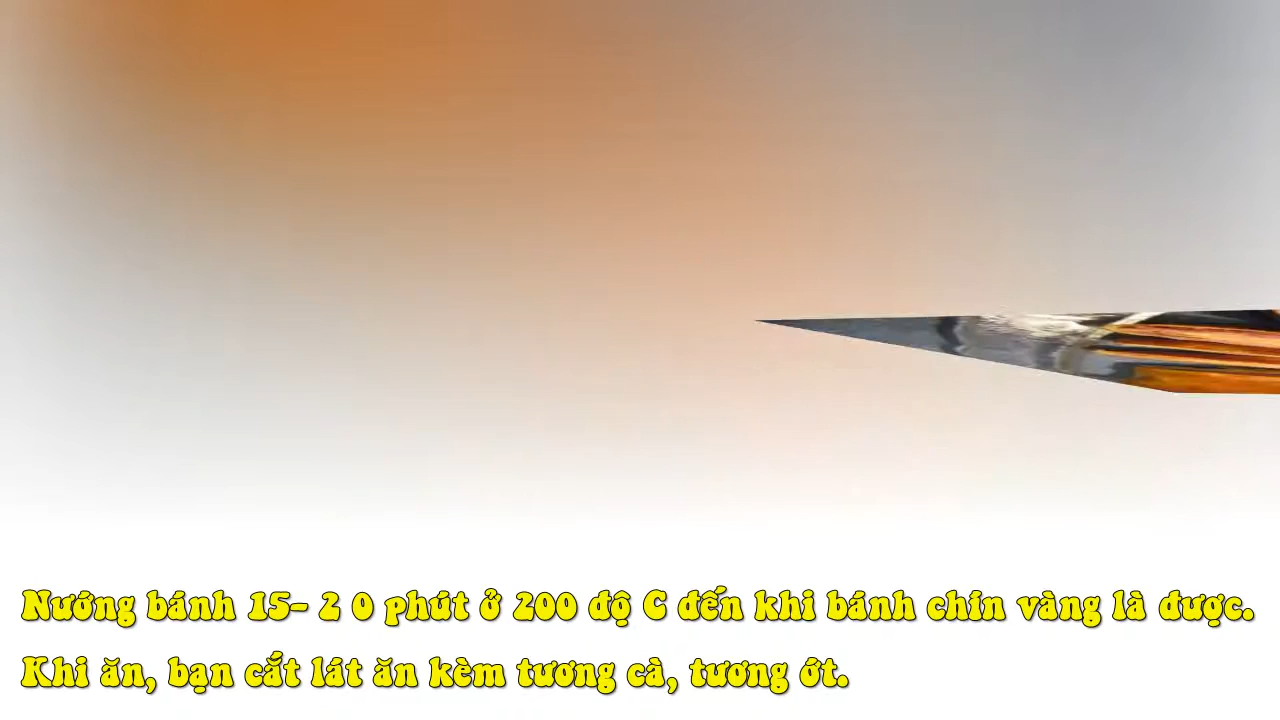 Nướng bánh 15- 2 0 phút ở 200 độ C đến khi bánh chín vàng là được.
Khi ăn, bạn cắt lát ăn kèm tương cà, tương ớt.